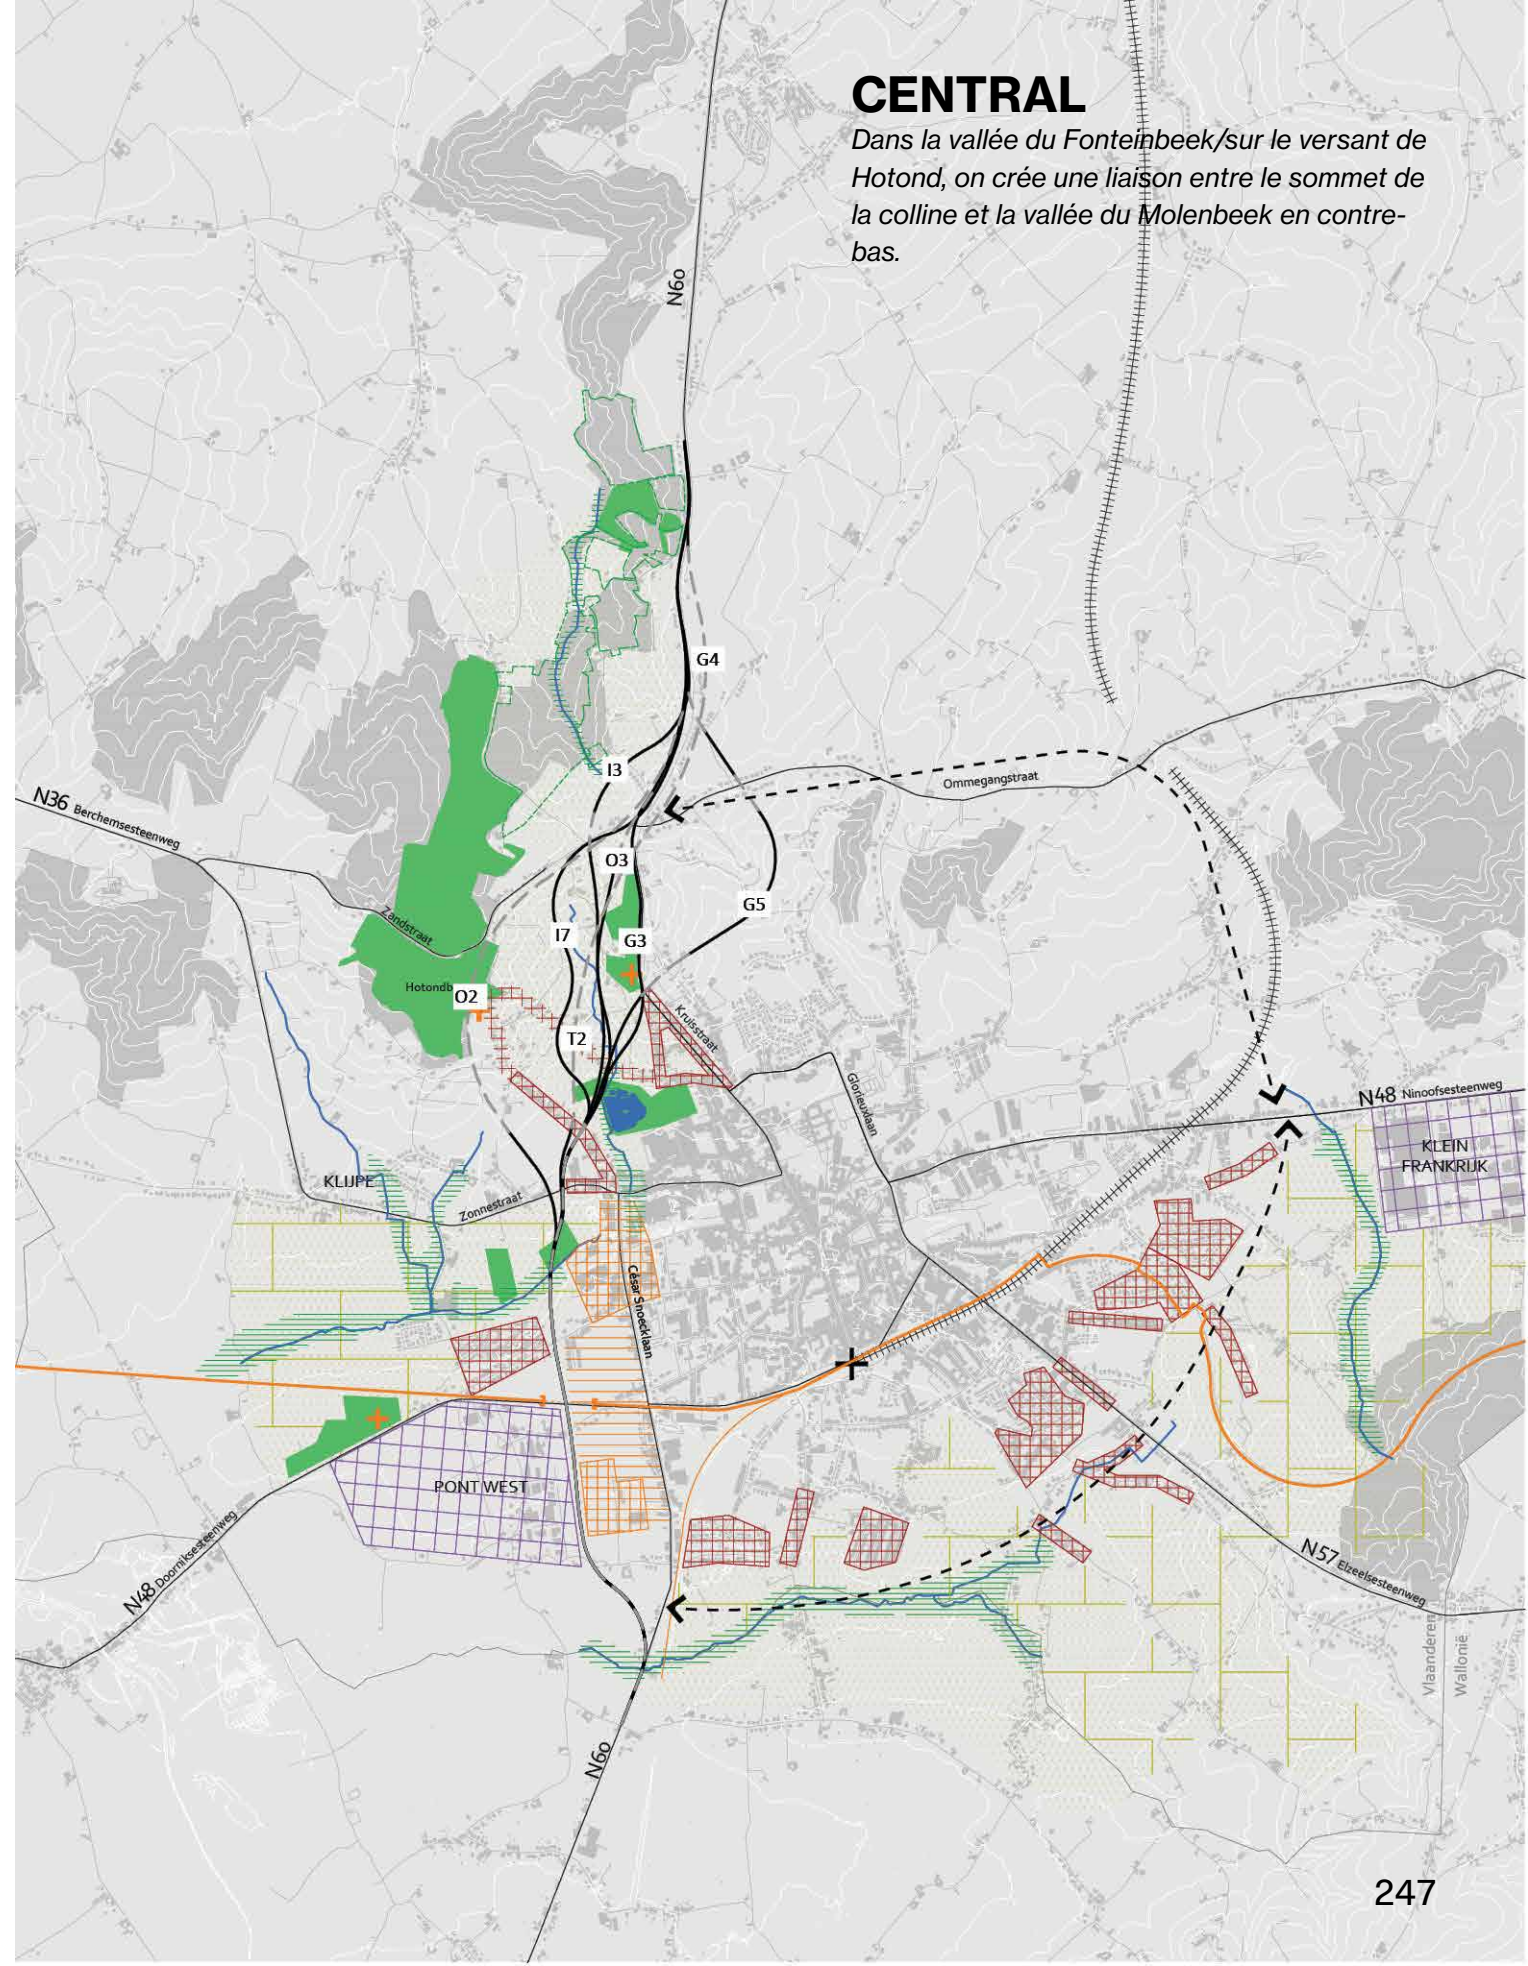 CENTRAL
Dans la vallée du Fonteinbeek/sur le versant de
Hotond, on crée une liaison entre le sommet de
la colline et la vallée du Molenbeek en contre-
bas.
N60
G4
I3
Ommegangstraat
N36 Berchemsesteenweg
O3
G5
Zandstraat
I7
G3
Hotondb
O2
Kruisstraat
T2
Glorieuxlaan
N48 Ninoofsesteenweg
KLEIN
FRANKRIJK
KLIJPE
Zonnestraat
César Snoecklaan
PONT WEST
N48 Doorniksesteenweg
N57 Elzeelsesteenweg
Vlaanderen
Wallonië
N60
247